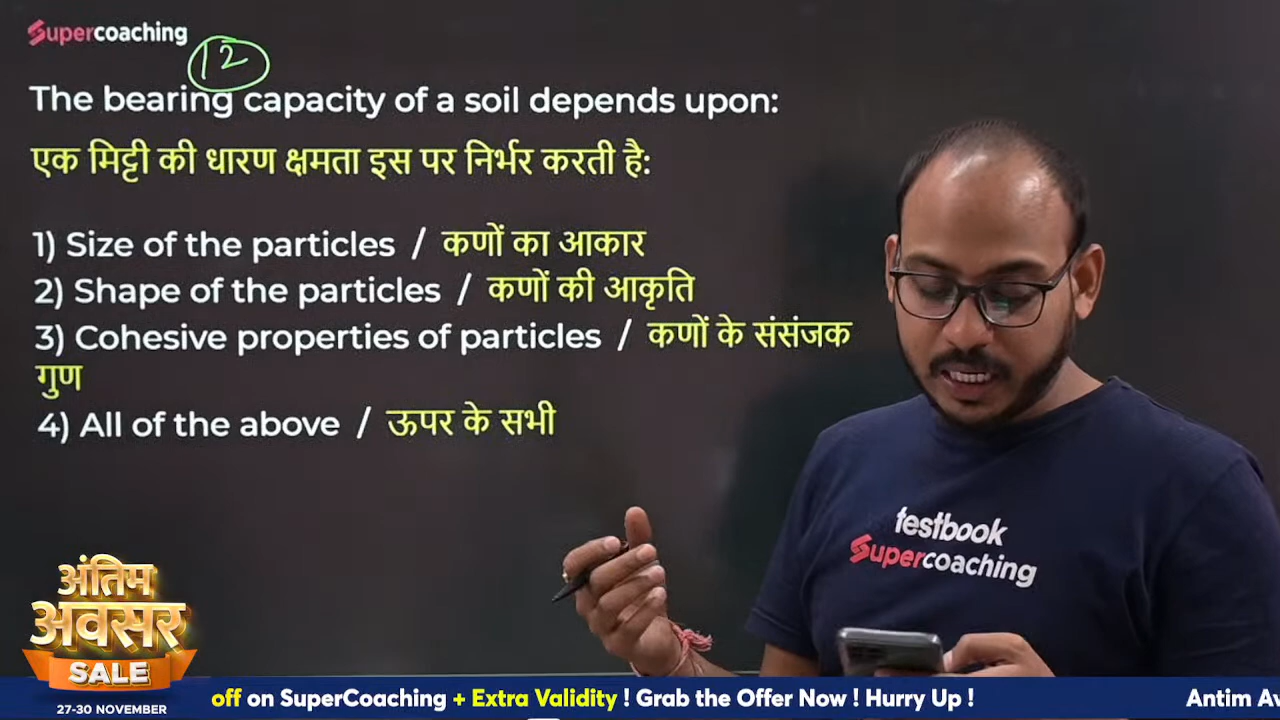 Supercoaching
12
The bearing capacity of a soil depends upon:
एक मिट्टी की धारण क्षमता इस पर निर्भर करती है:
1) Size of the particles / कणों का आकार
2) Shape of the particles / कणों की आकृति
3) Cohesive properties of particles / कणों के संसंजक
गुण
4) All of the above / ऊपर के सभी
testbook
Supercoaching
अंतिम
अवसर
SALE
27-30 NOVEMBER
off on SuperCoaching + Extra Validity ! Grab the Offer Now ! Hurry Up !
Antim Av